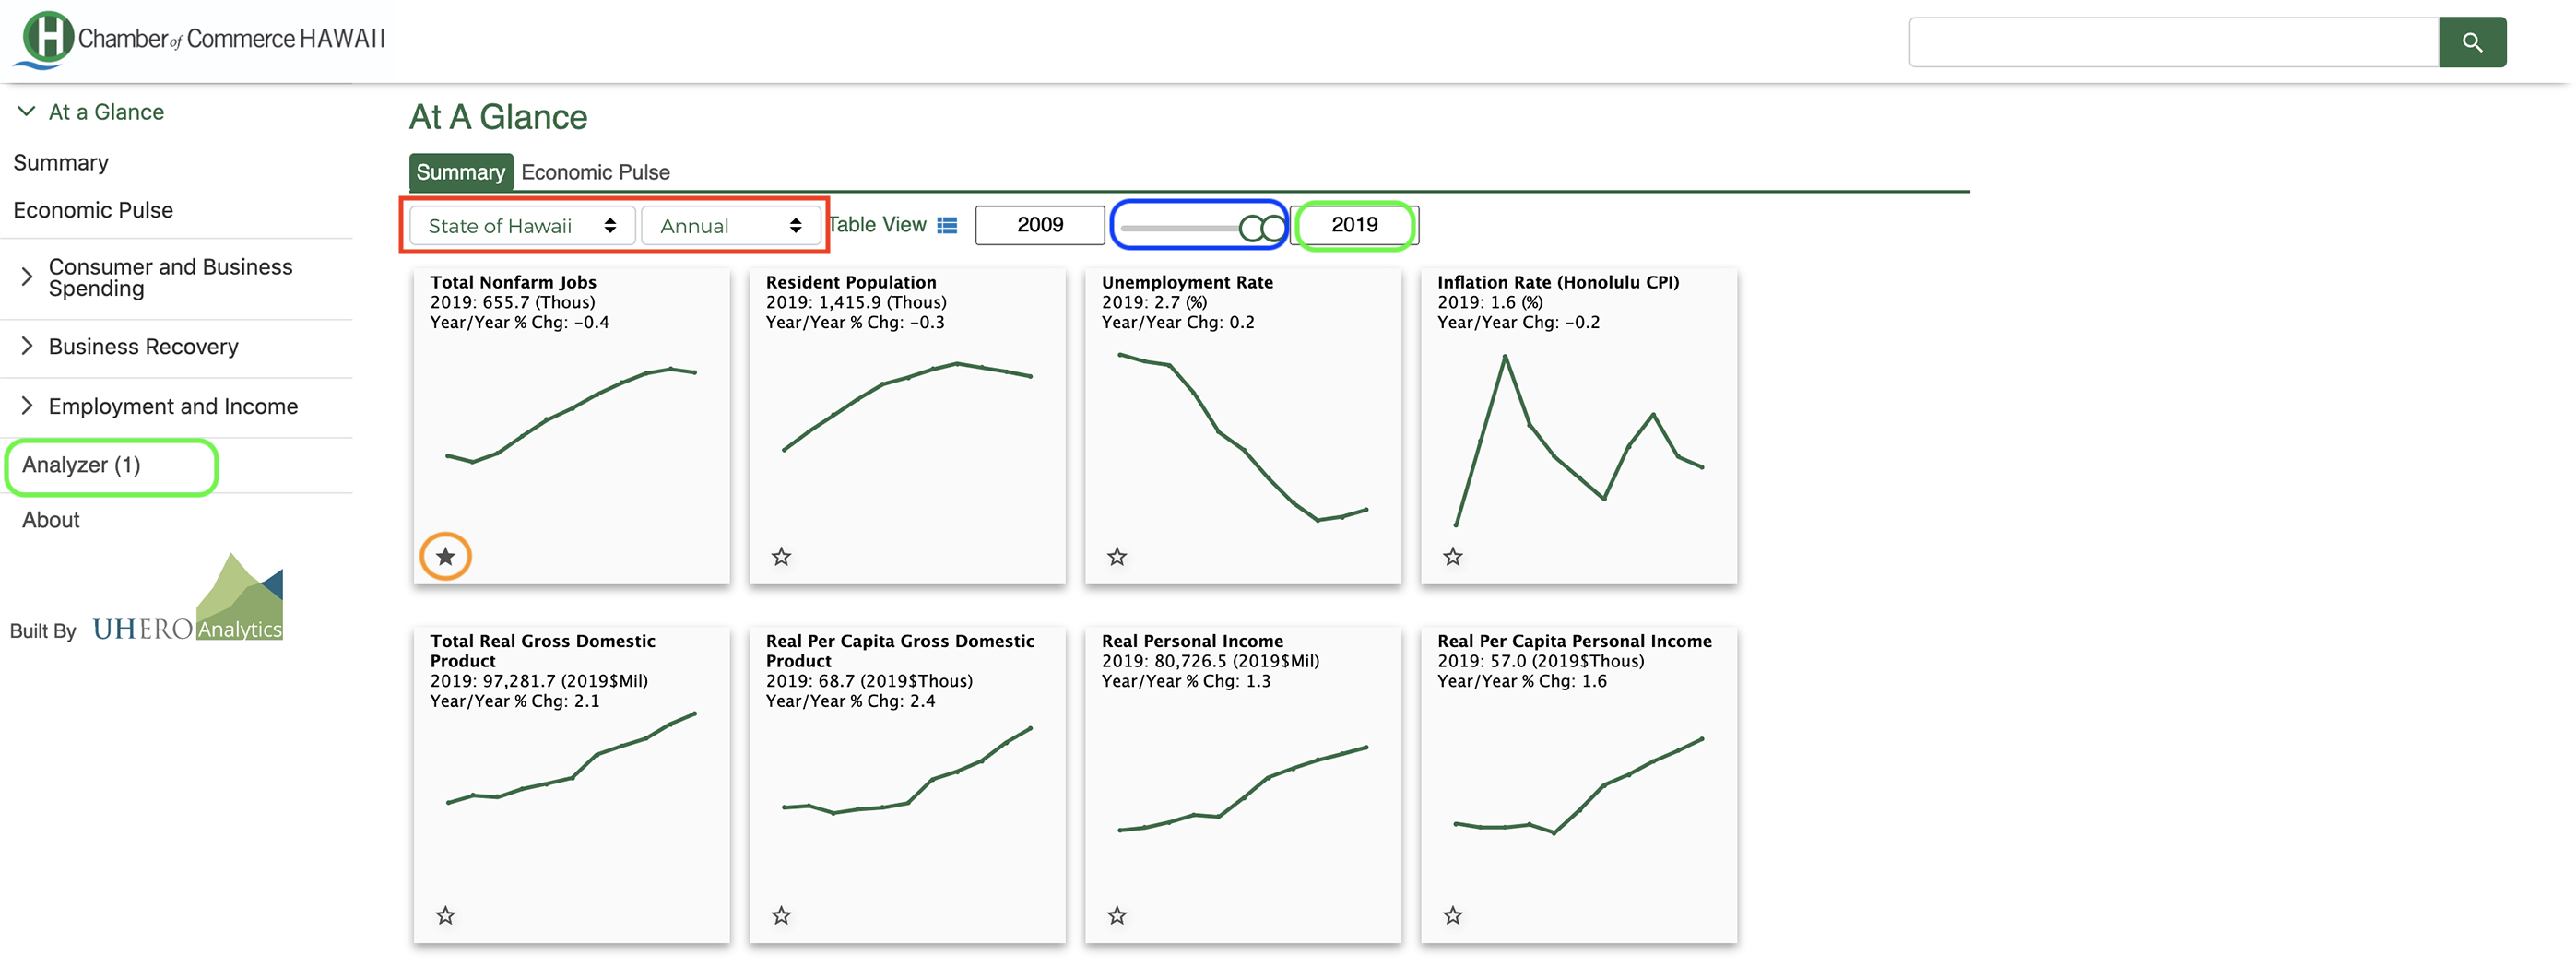 H Chamber of Commerce HAWAII
At a Glance
Summary
Economic Pulse
Consumer and Business
Spending
Business Recovery
Employment and Income
Analyzer (1)
About
Built By UHERO Analytics
At A Glance
Summary Economic Pulse
State of Hawaii Annual Table View 2009 2019
Total Nonfarm Jobs
2019: 655.7 (Thous)
Year/Year % Chg: −0.4
Resident Population
2019: 1,415.9 (Thous)
Year/Year % Chg: −0.3
Unemployment Rate
2019: 2.7 (%)
Year/Year Chg: 0.2
Inflation Rate (Honolulu CPI)
2019: 1.6 (%)
Year/Year Chg: −0.2
Total Real Gross Domestic
Product
2019: 97,281.7 (2019$Mil)
Year/Year % Chg: 2.1
Real Per Capita Gross Domestic
Product
2019: 68.7 (2019$Thous)
Year/Year % Chg: 2.4
Real Personal Income
2019: 80,726.5 (2019$Mil)
Year/Year % Chg: 1.3
Real Per Capita Personal Income
2019: 57.0 (2019$Thous)
Year/Year % Chg: 1.6